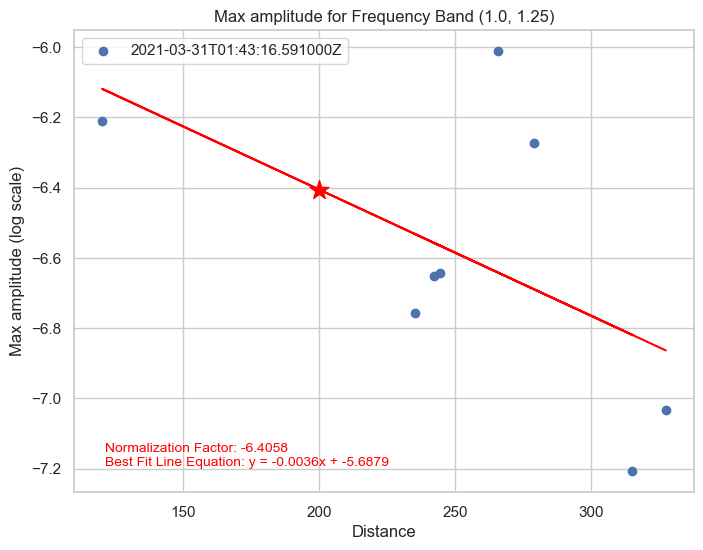 Max amplitude for Frequency Band (1.0, 1.25)
2021-03-31T01:43:16.591000Z
−6.0
−6.2
−6.4
−6.6
−6.8
−7.0
−7.2
Max amplitude (log scale)
Normalization Factor: -6.4058
Best Fit Line Equation: y = -0.0036x + -5.6879
150
200
250
300
Distance